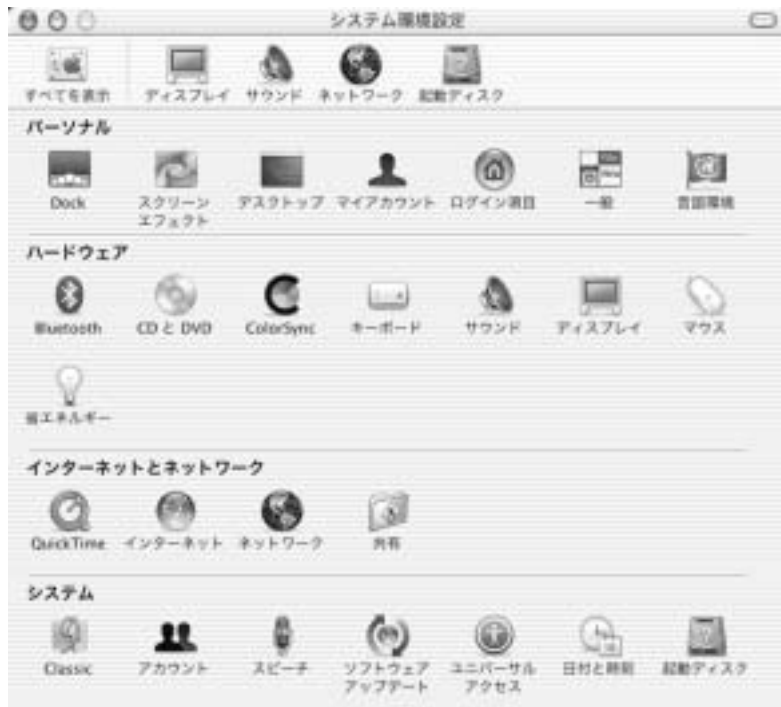 システム環境設定
すべてを表示 ディスプレイ サウンド ネットワーク 起動ディスク
パーソナル
Dock スクリーン デスクトップ マイアカウント ログイン項目 一般 言語環境
エフェクト
ハードウェア
Bluetooth CD と DVD ColorSync キーボード サウンド ディスプレイ マウス
省エネルギー
インターネットとネットワーク
QuickTime インターネット ネットワーク 共有
システム
Classic アカウント スピーチ ソフトウェア ユニバーサル 日付と時刻 起動ディスク
アップデート アクセス